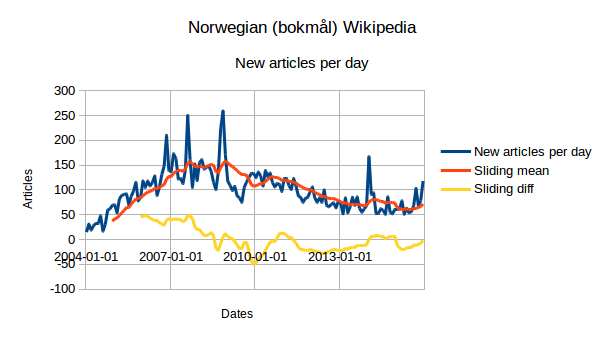 Norwegian (bokmål) Wikipedia
New articles per day
300
250
200
150
100
50
0
-50
-100
2004-01-01 2007-01-01 2010-01-01 2013-01-01
Articles
Dates
New articles per day
Sliding mean
Sliding diff